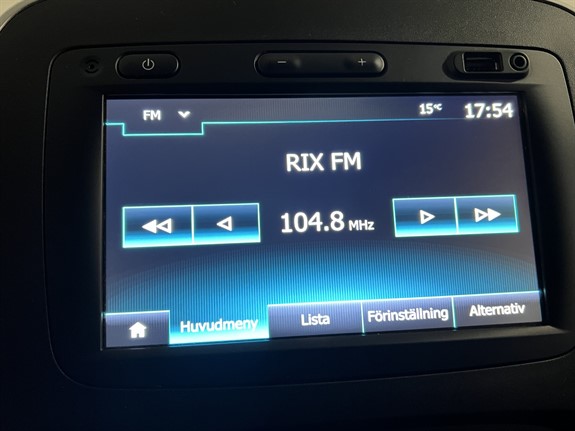 FM 15°C 17:54
RIX FM
104.8 MHz
Huvudmeny Lista Förinställning Alternativ